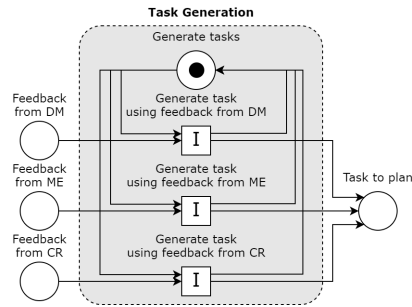 Task Generation
Generate tasks
Feedback
from DM
Generate task
using feedback from DM
I
Feedback
from ME
Generate task
using feedback from ME
I
Task to plan
Feedback
from CR
Generate task
using feedback from CR
I